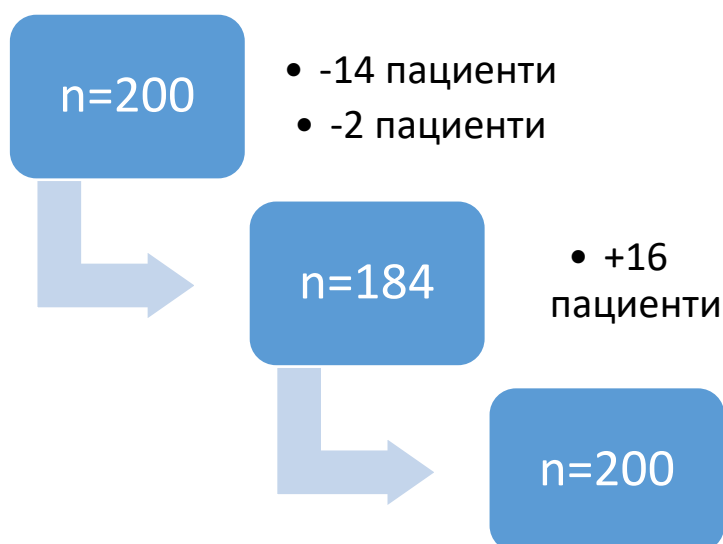 n=200
• -14 пациенти
• -2 пациенти
n=184
• +16
пациенти
n=200